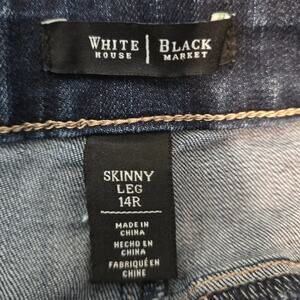 WHITE | BLACK
HOUSE | MARKET
SKINNY
LEG
14R
MADE IN
CHINA
HECHO EN
CHINA
FABRIQUÉ EN
CHINE